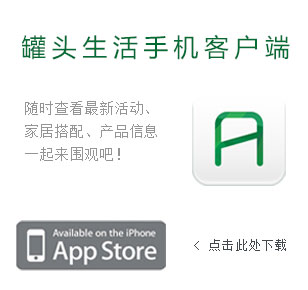 罐头生活手机客户端
随时查看最新活动、
家居搭配、产品信息
一起来围观吧！
Available on the iPhone
App Store
< 点击此处下载